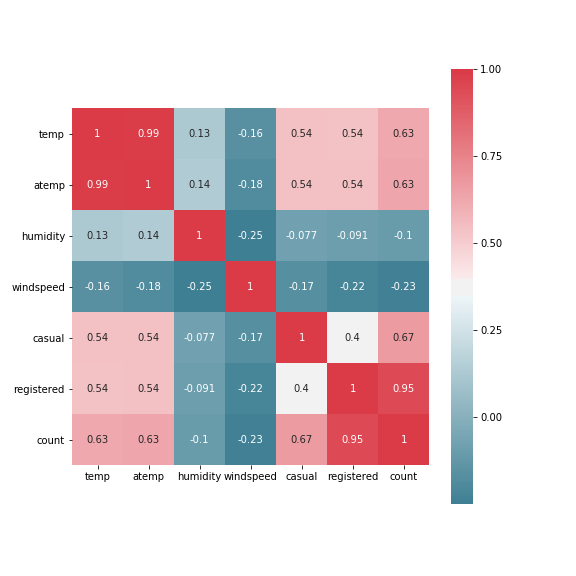 1.00
temp 1 0.99 0.13 -0.16 0.54 0.54 0.63
0.75
atemp 0.99 1 0.14 -0.18 0.54 0.54 0.63
humidity 0.13 0.14 1 -0.25 -0.077 -0.091 -0.1
0.50
windspeed -0.16 -0.18 -0.25 1 -0.17 -0.22 -0.23
0.25
casual 0.54 0.54 -0.077 -0.17 1 0.4 0.67
registered 0.54 0.54 -0.091 -0.22 0.4 1 0.95
0.00
count 0.63 0.63 -0.1 -0.23 0.67 0.95 1
temp atemp humidity windspeed casual registered count